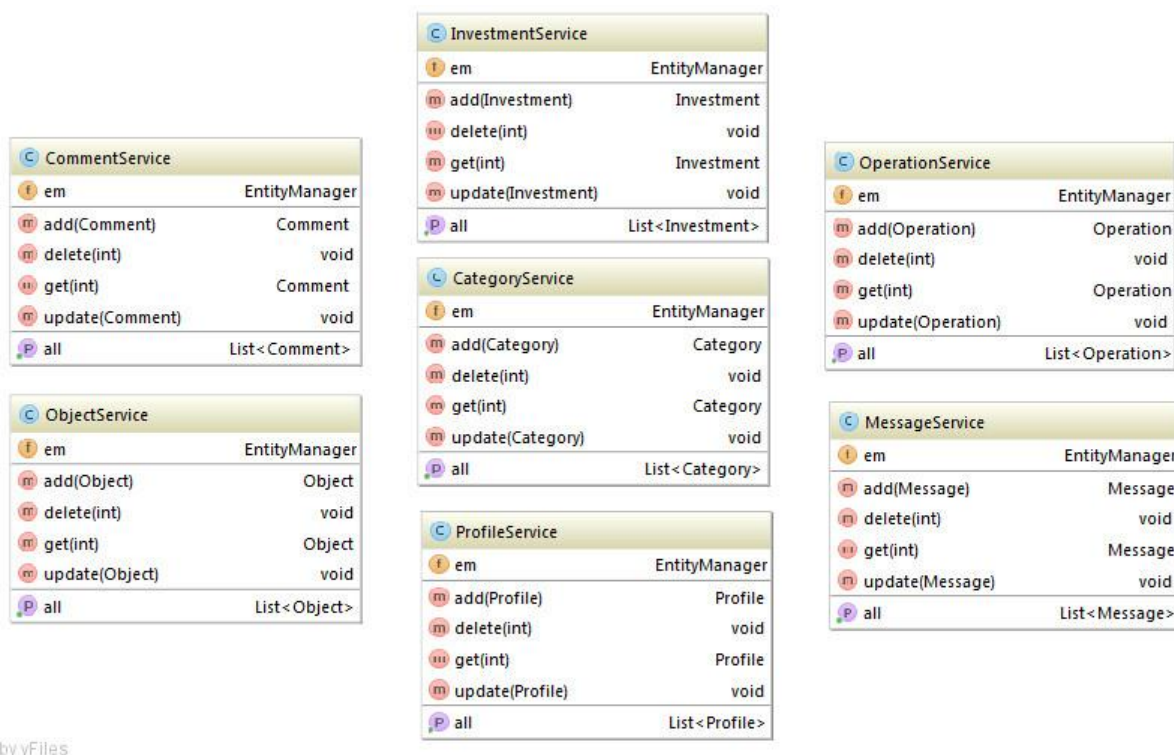 InvestmentService
em EntityManager
add(Investment) Investment
delete(int) void
get(int) Investment
update(Investment) void
all List<Investment>
CommentService
em EntityManager
add(Comment) Comment
delete(int) void
get(int) Comment
update(Comment) void
all List<Comment>
OperationService
em EntityManager
add(Operation) Operation
delete(int) void
get(int) Operation
update(Operation) void
all List<Operation>
CategoryService
em EntityManager
add(Category) Category
delete(int) void
get(int) Category
update(Category) void
all List<Category>
ObjectService
em EntityManager
add(Object) Object
delete(int) void
get(int) Object
update(Object) void
all List<Object>
MessageService
em EntityManager
add(Message) Message
delete(int) void
get(int) Message
update(Message) void
all List<Message>
ProfileService
em EntityManager
add(Profile) Profile
delete(int) void
get(int) Profile
update(Profile) void
all List<Profile>
by yFiles